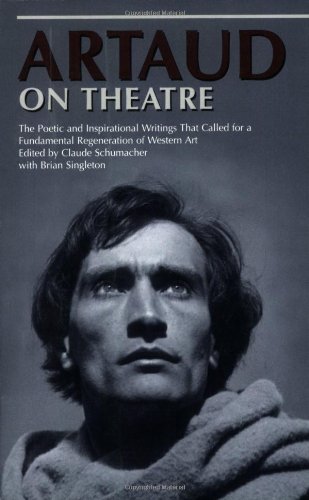 ARTAUD
ON THEATRE
The Poetic and Inspirational Writings That Called for a
Fundamental Regeneration of Western Art
Edited by Claude Schumacher
with Brian Singleton